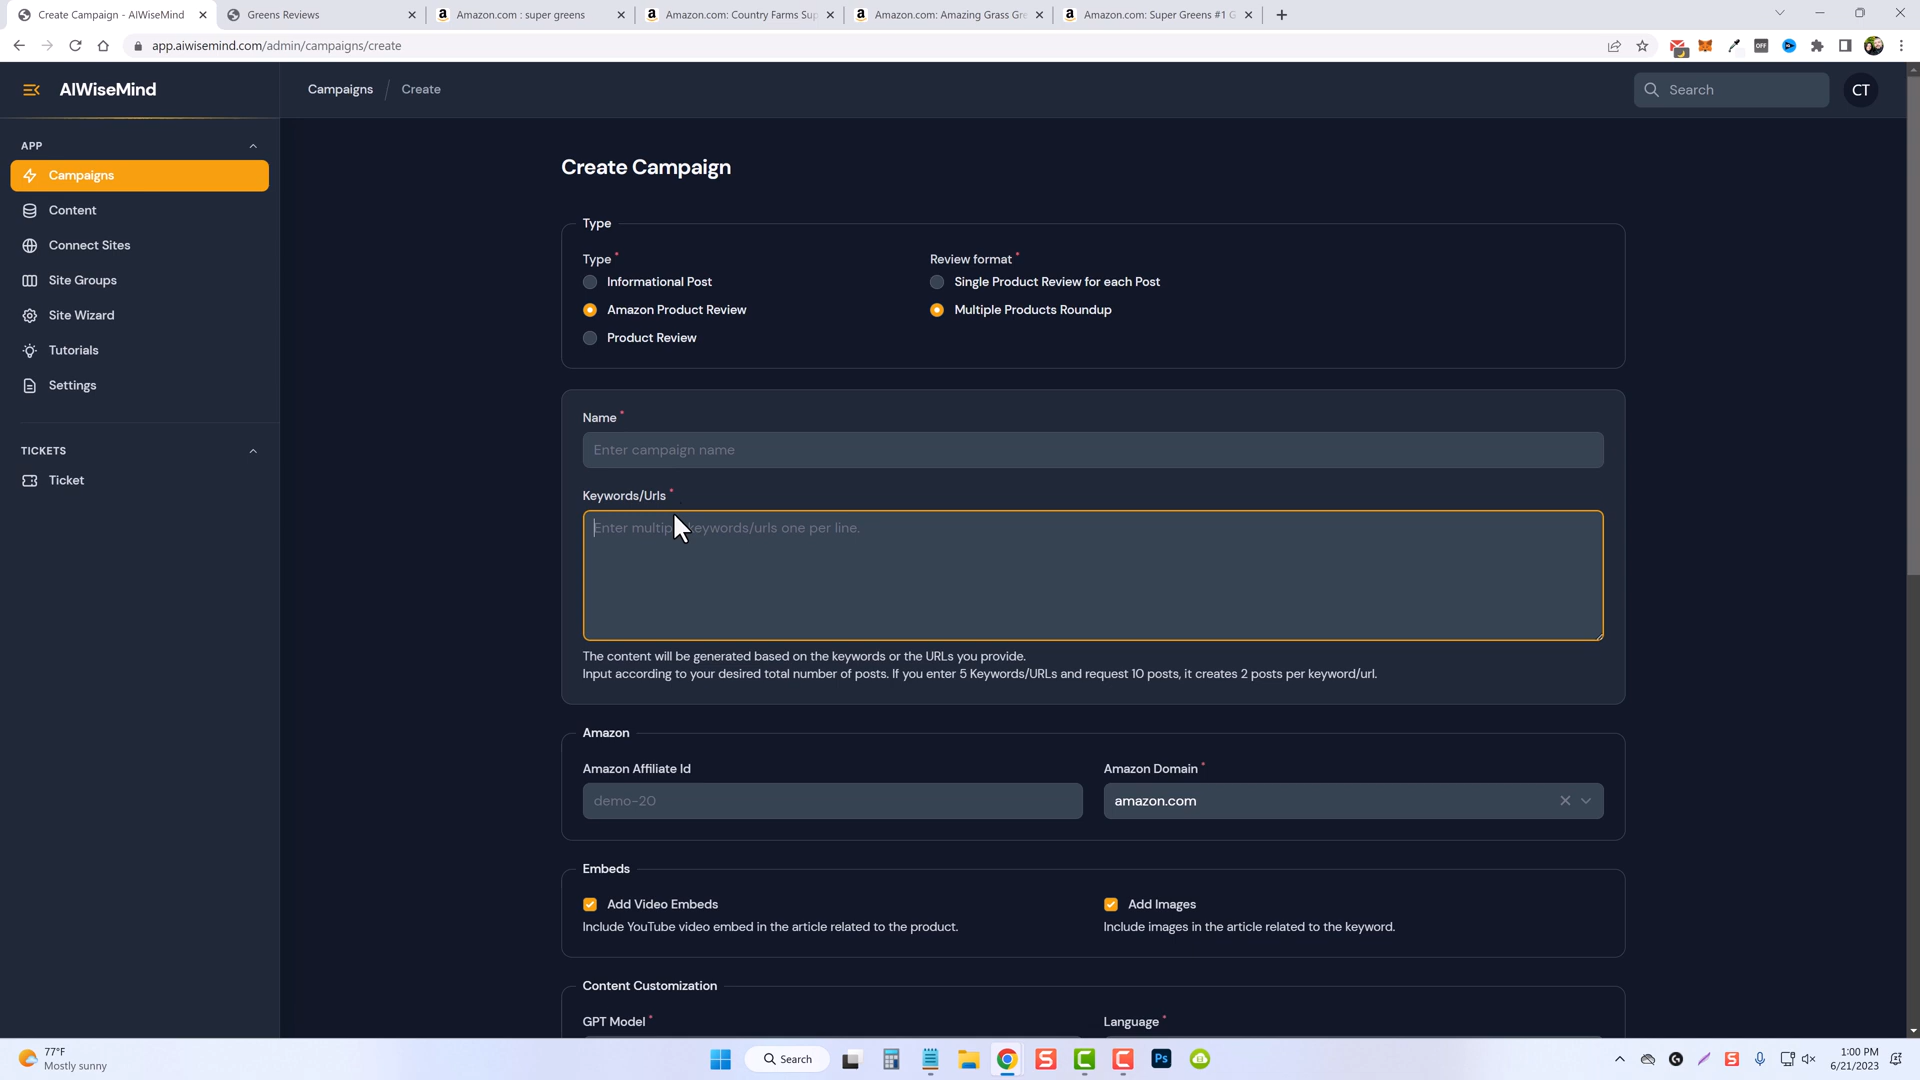 Create Campaign - AIWiseMind
Greens Reviews
Amazon.com : super greens
Amazon.com: Country Farms Sup
Amazon.com: Amazing Grass Gre
Amazon.com: Super Greens #1 G
app.aiwisemind.com/admin/campaigns/create
OFF
AIWiseMind
Campaigns / Create
Search
CT
APP
Campaigns
Content
Connect Sites
Site Groups
Site Wizard
Tutorials
Settings
TICKETS
Ticket
Create Campaign
Type
Type *
Review format *
Informational Post
Single Product Review for each Post
Amazon Product Review
Multiple Products Roundup
Product Review
Name *
Enter campaign name
Keywords/Urls *
Enter multip keywords/urls one per line.
The content will be generated based on the keywords or the URLs you provide.
Input according to your desired total number of posts. If you enter 5 Keywords/URLs and request 10 posts, it creates 2 posts per keyword/url.
Amazon
Amazon Affiliate Id
Amazon Domain *
demo-20
amazon.com
Embeds
Add Video Embeds
Add Images
Include YouTube video embed in the article related to the product.
Include images in the article related to the keyword.
Content Customization
GPT Model *
Language *
77°F
Mostly sunny
Search
S
C
C
Ps
S
1:00 PM
6/21/2023